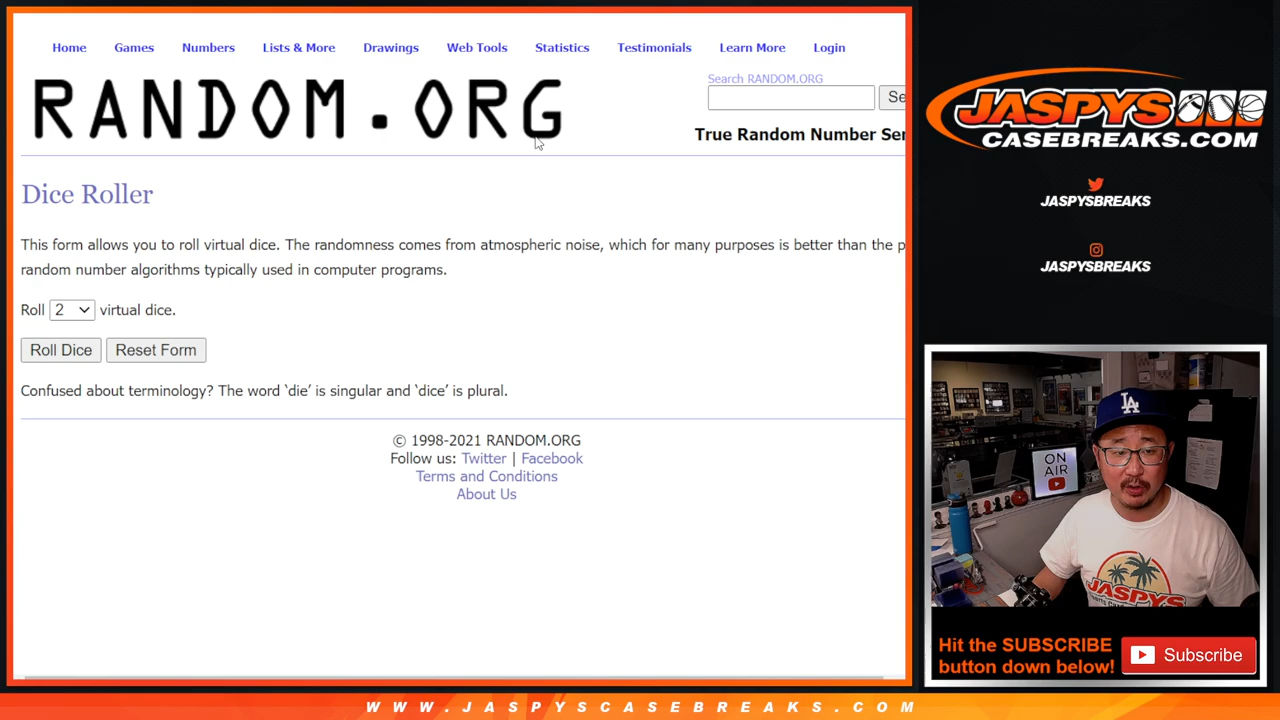 Home Games Numbers Lists & More Drawings Web Tools Statistics Testimonials Learn More Login
RANDOM.ORG
Search RANDOM.ORG
Se
True Random Number Ser
Dice Roller
This form allows you to roll virtual dice. The randomness comes from atmospheric noise, which for many purposes is better than the p
random number algorithms typically used in computer programs.
Roll 2 virtual dice.
Roll Dice Reset Form
Confused about terminology? The word ‘die’ is singular and ‘dice’ is plural.
© 1998-2021 RANDOM.ORG
Follow us: Twitter | Facebook
Terms and Conditions
About Us
JASPYS
CASEBREAKS.COM
JASPYSBREAKS
JASPYSBREAKS
ON
AIR
LA
JASPYS
Hit the SUBSCRIBE
button down below!
Subscribe
WWW.JASPYSCASEBREAKS.COM